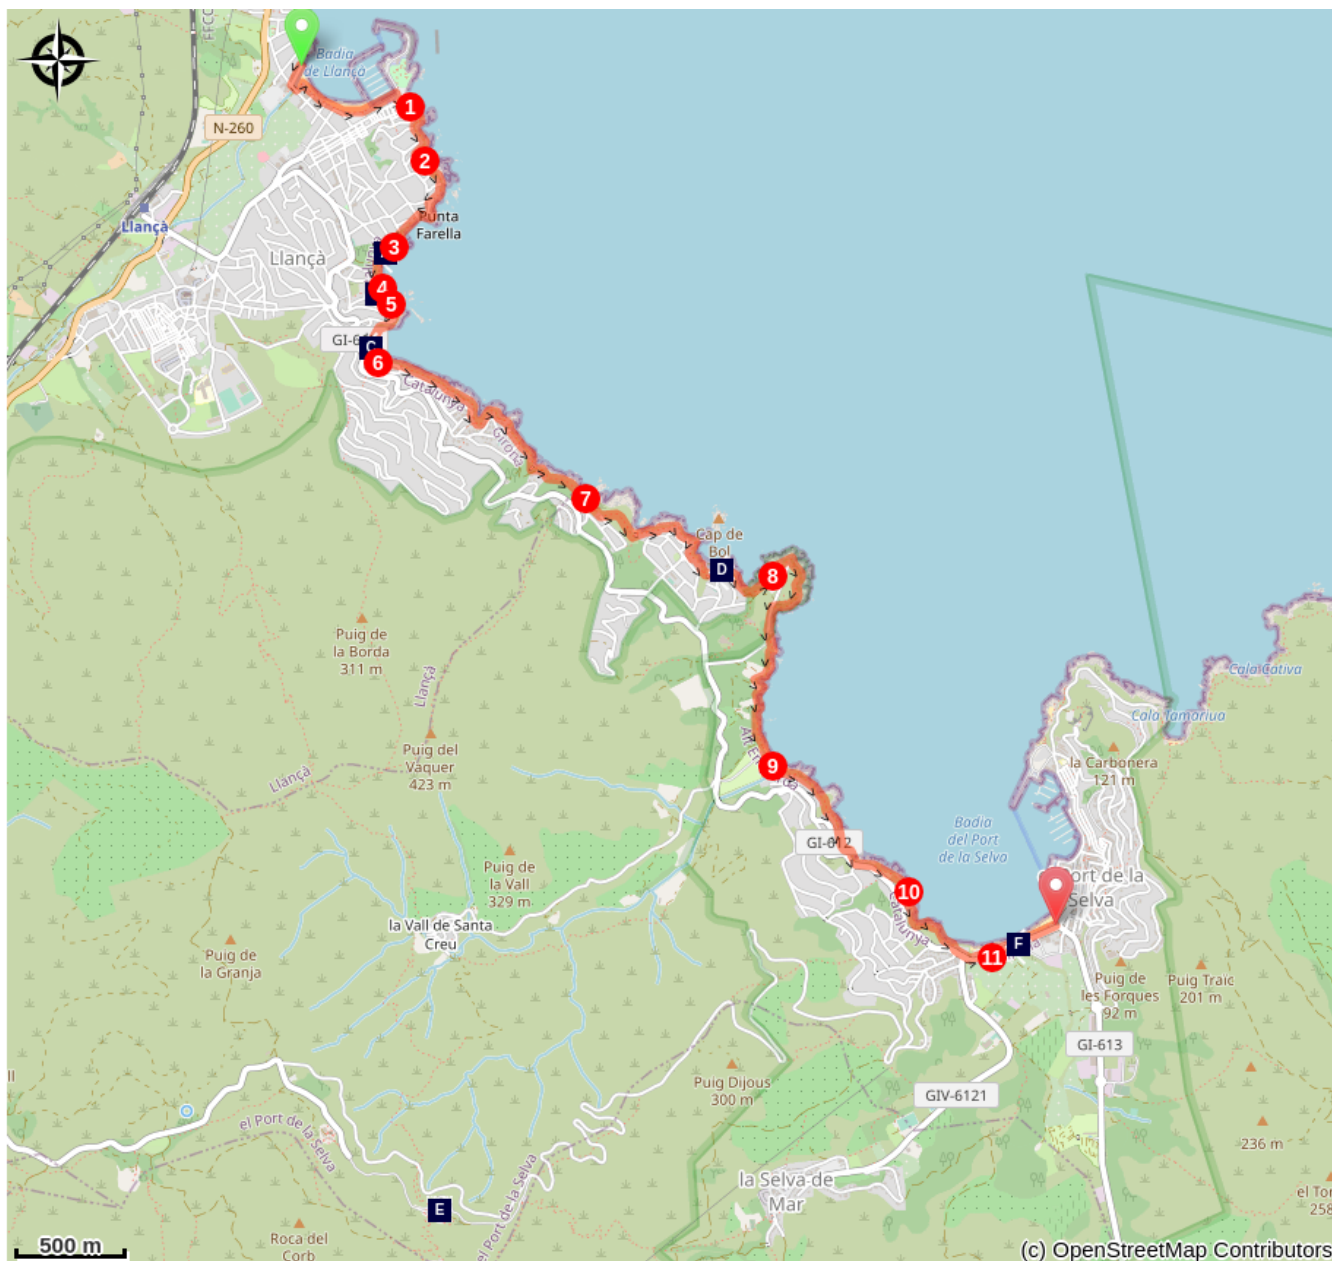 FFCC
Badia
de Llançà
1
N-260
2
Llançà
Punta
Farella
3
Llançà
4
5
GI-6
C
6
Catalunya
Girona
7
Cap de
Bol
D
8
Puig de
la Borda
311 m
Llançà
Cala Cativa
Cala Tamariua
Puig del
Vaquer
423 m
Llançà
9
la Carbonera
121 m
Badia
del Port
de la Selva
GI-612
Puig de
la Vall
329 m
10
Port de la
Selva
la Vall de Santa
Creu
Catalunya
F
11
Puig de
la Granja
Puig de
les Forques
92 m
Puig Traic
201 m
GI-613
Puig Dijous
300 m
GIV-6121
el Port de la Selva
236 m
la Selva de
Mar
el Port de la Selva
E
el Tor
258
Roca del
Corb
500 m
(c) OpenStreetMap Contributors